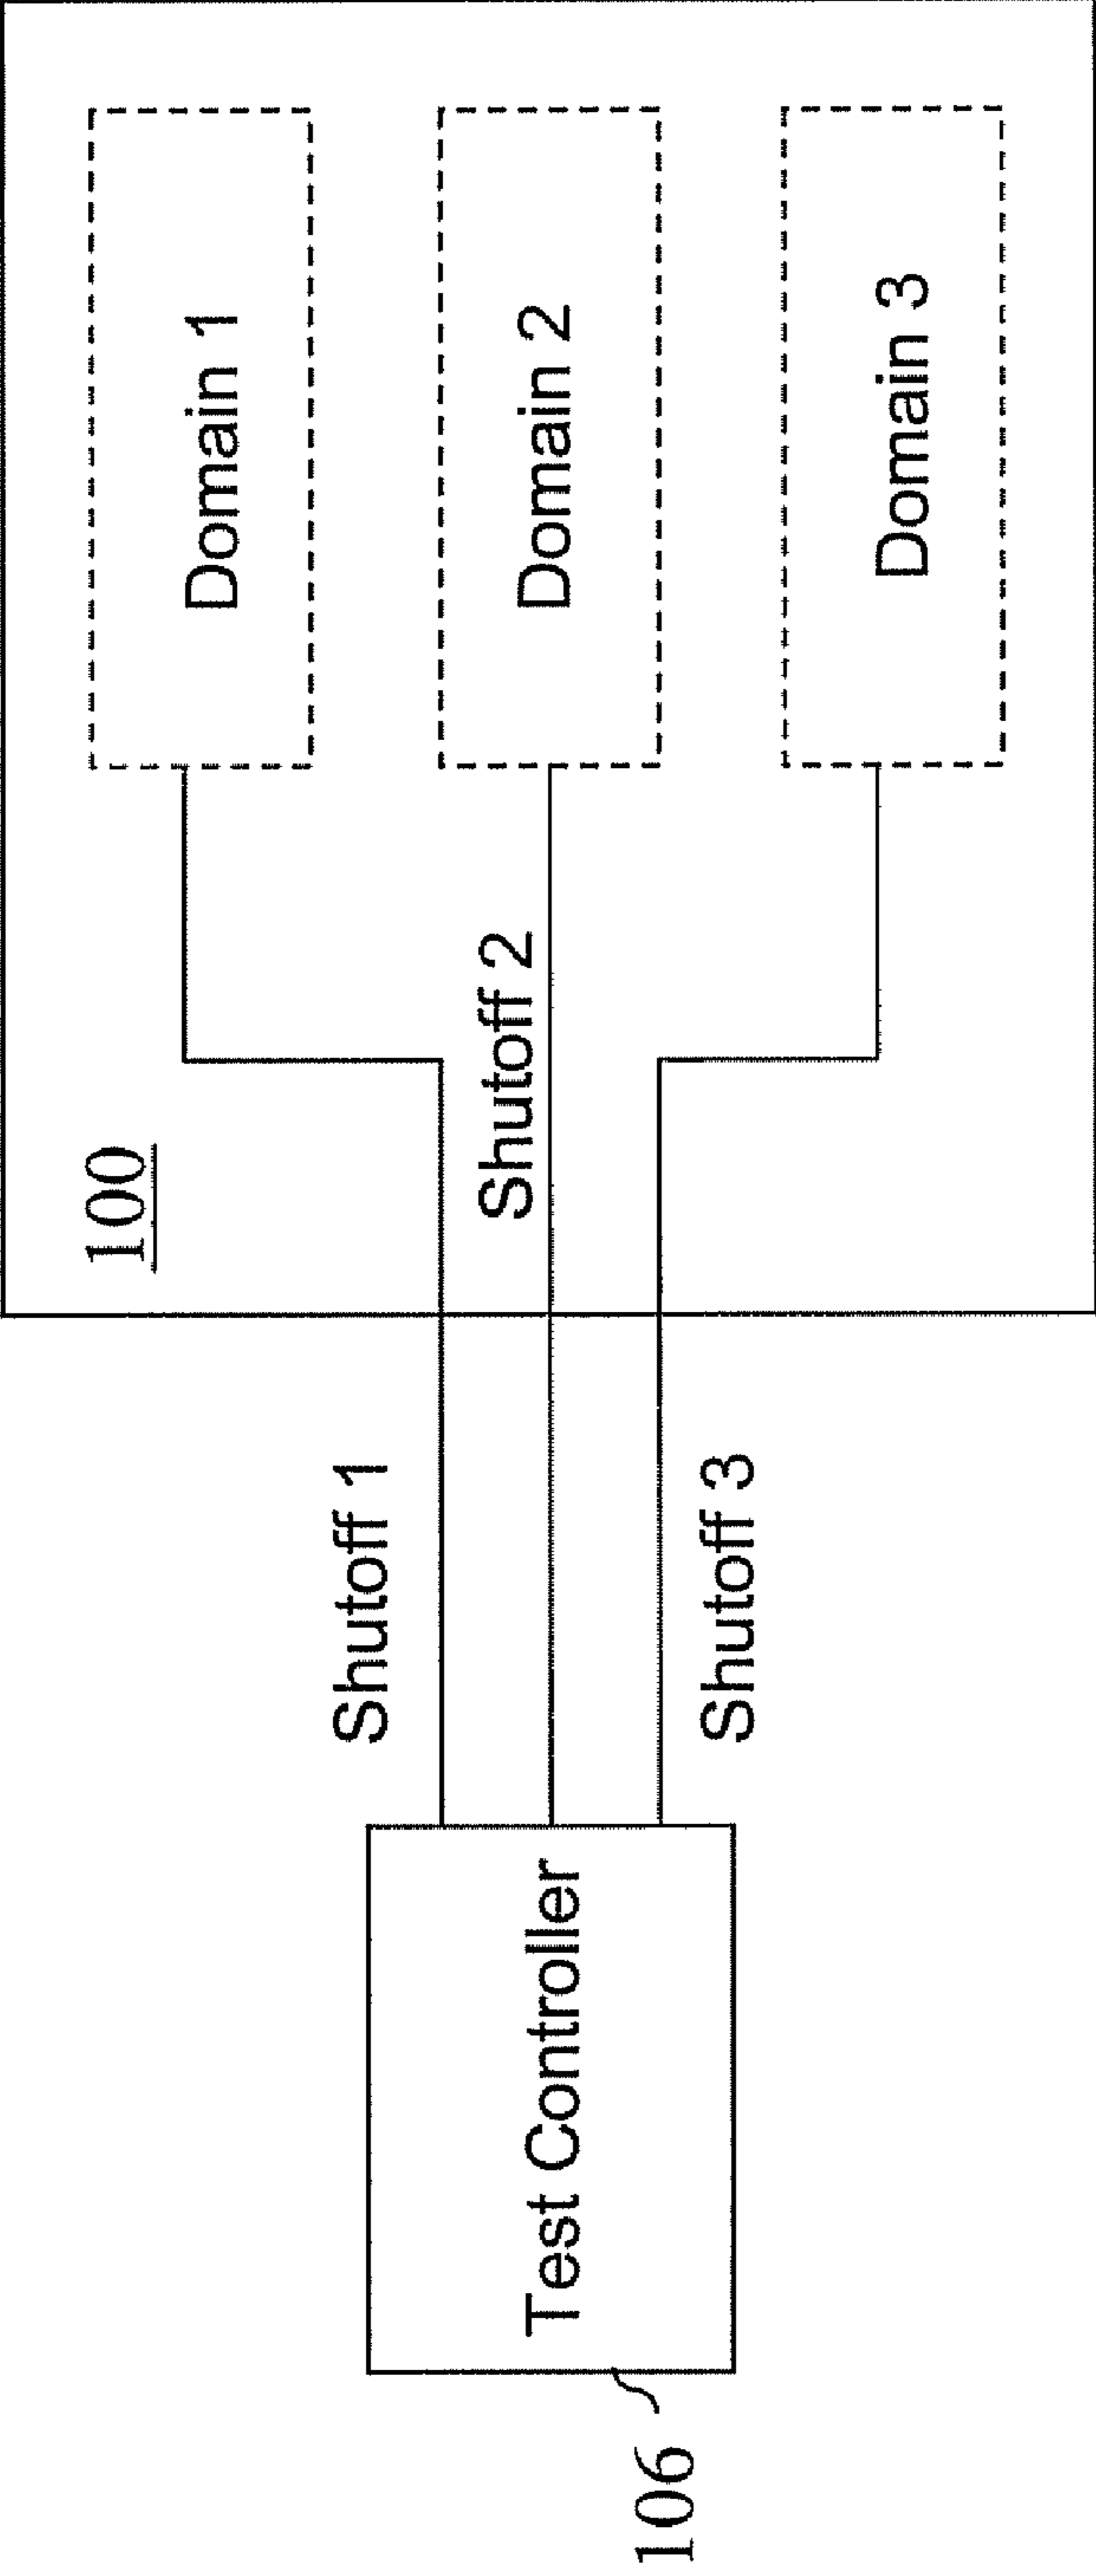 Test Controller
106
Shutoff 1
Shutoff 2
Shutoff 3
100
Domain 1
Domain 2
Domain 3